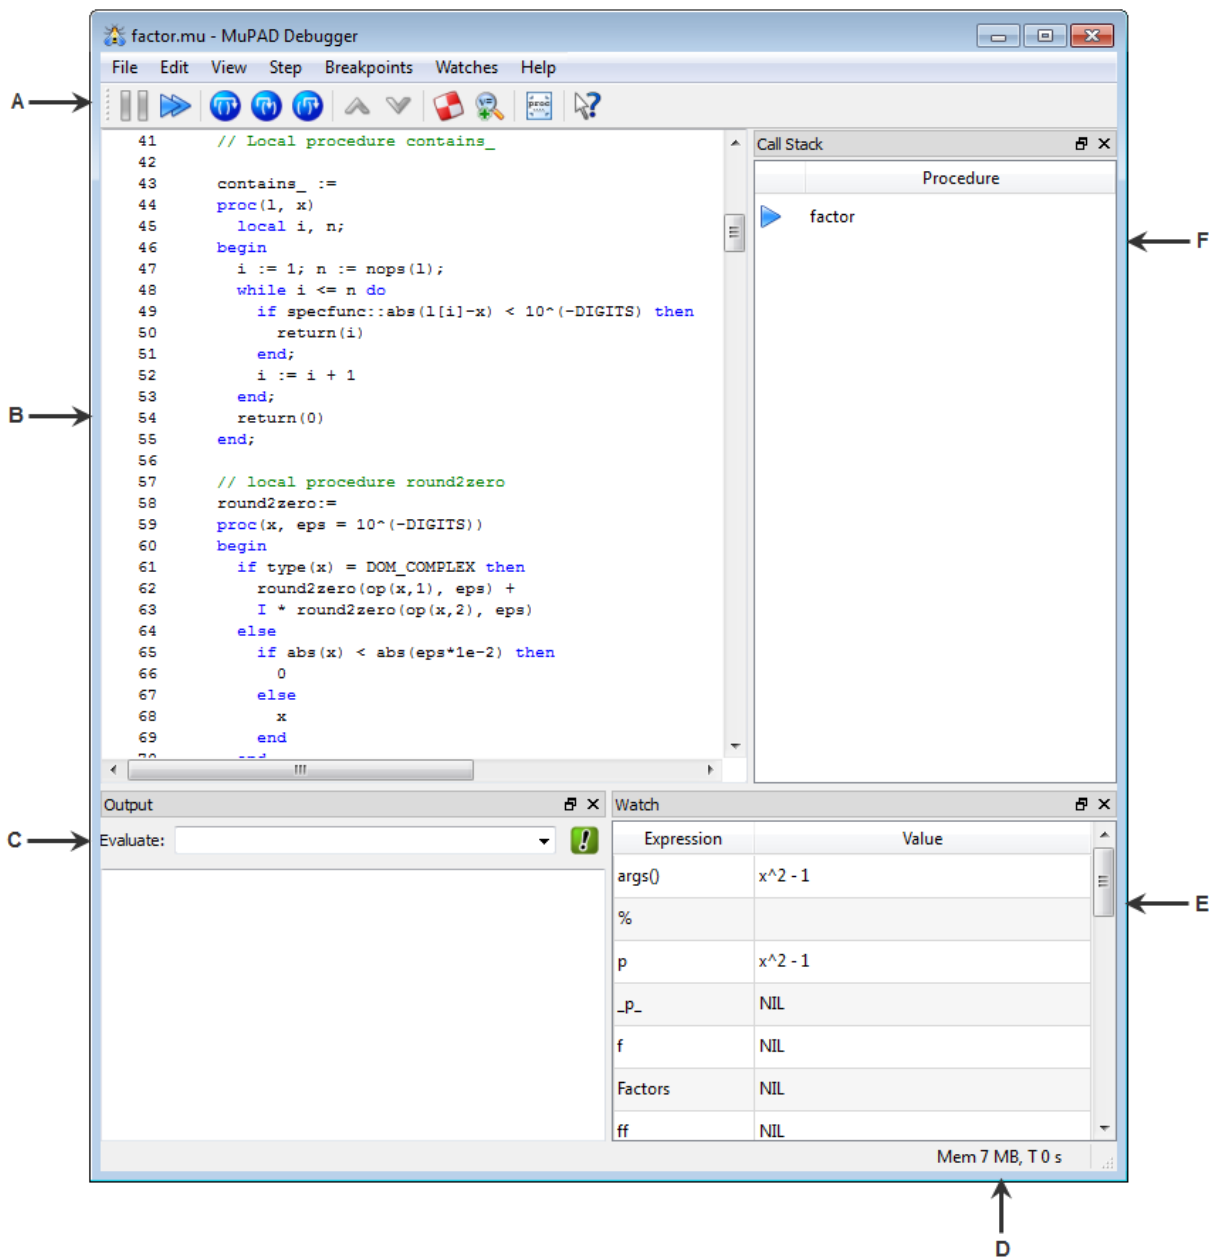 factor.mu - MuPAD Debugger
File Edit View Step Breakpoints Watches Help
A
proc
41 // Local procedure contains_
42
43 contains_ :=
44 proc(l, x)
45 local i, n;
46 begin
47 i := 1; n := nops(l);
48 while i <= n do
49 if specfunc::abs(l[i]-x) < 10^(-DIGITS) then
50 return(i)
51 end;
52 i := i + 1
53 end;
54 return(0)
55 end;
56
57 // local procedure round2zero
58 round2zero:=
59 proc(x, eps = 10^(-DIGITS))
60 begin
61 if type(x) = DOM_COMPLEX then
62 round2zero(op(x,1), eps) +
63 I * round2zero(op(x,2), eps)
64 else
65 if abs(x) < abs(eps*1e-2) then
66 0
67 else
68 x
69 end
70 end
B
Call Stack
Procedure
factor
F
Output
C
Evaluate:
Watch
Expression Value
args() x^2 - 1
%
p x^2 - 1
_p_ NIL
f NIL
Factors NIL
ff NIL
E
Mem 7 MB, T 0 s
D